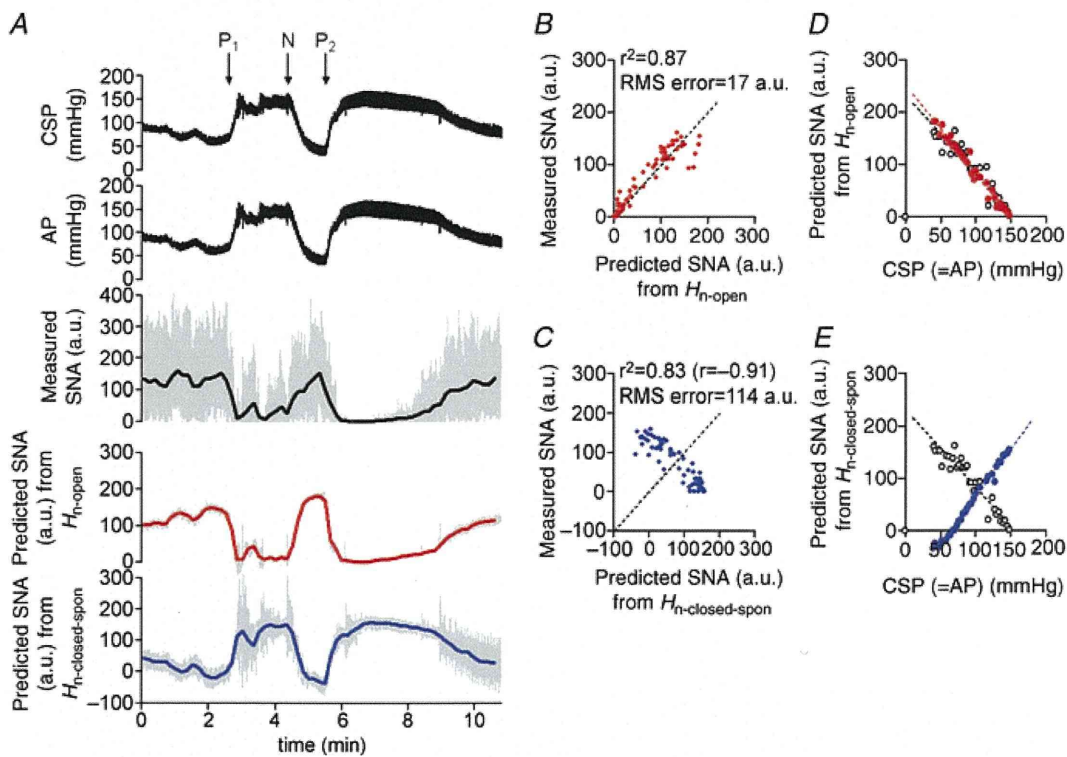 A
P1 N P2
CSP
(mmHg)
200
150
100
50
0
AP
(mmHg)
200
150
100
50
0
Measured
SNA (a.u.)
400
300
200
100
0
Predicted SNA
(a.u.) from
Hn-open
200
100
0
Predicted SNA
(a.u.) from
Hn-closed-spon
300
200
100
0
−100
0 2 4 6 8 10
time (min)
B
r²=0.87
RMS error=17 a.u.
Measured SNA (a.u.)
300
200
100
0
0 100 200 300
Predicted SNA (a.u.)
from Hn-open
C
r²=0.83 (r=−0.91)
RMS error=114 a.u.
Measured SNA (a.u.)
300
200
100
0
−100
−100 0 100 200 300
Predicted SNA (a.u.)
from Hn-closed-spon
D
Predicted SNA (a.u.)
from Hn-open
300
200
100
0
0 50 100 150 200
CSP (=AP) (mmHg)
E
Predicted SNA (a.u.)
from Hn-closed-spon
300
200
100
0
0 50 100 150 200
CSP (=AP) (mmHg)